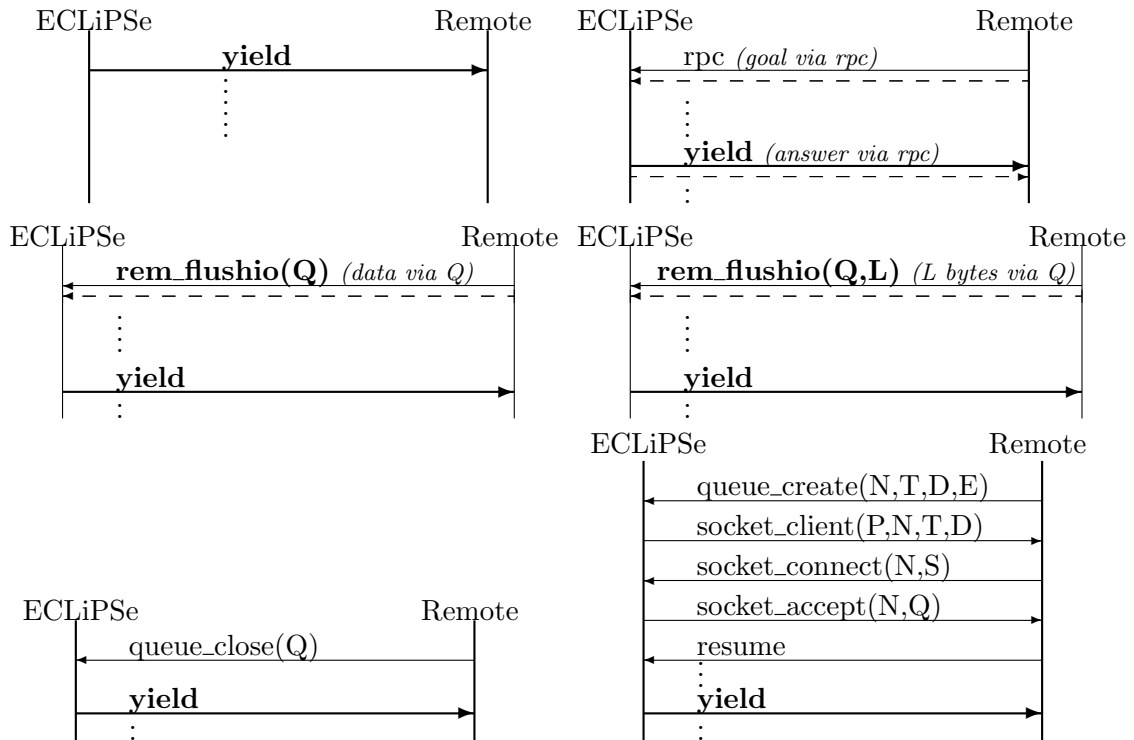 ECLiPSe Remote
yield
ECLiPSe Remote
rpc (goal via rpc)
yield (answer via rpc)
ECLiPSe Remote
rem_flushio(Q) (data via Q)
yield
ECLiPSe Remote
rem_flushio(Q,L) (L bytes via Q)
yield
ECLiPSe Remote
queue_close(Q)
yield
ECLiPSe Remote
queue_create(N,T,D,E)
socket_client(P,N,T,D)
socket_connect(N,S)
socket_accept(N,Q)
resume
yield